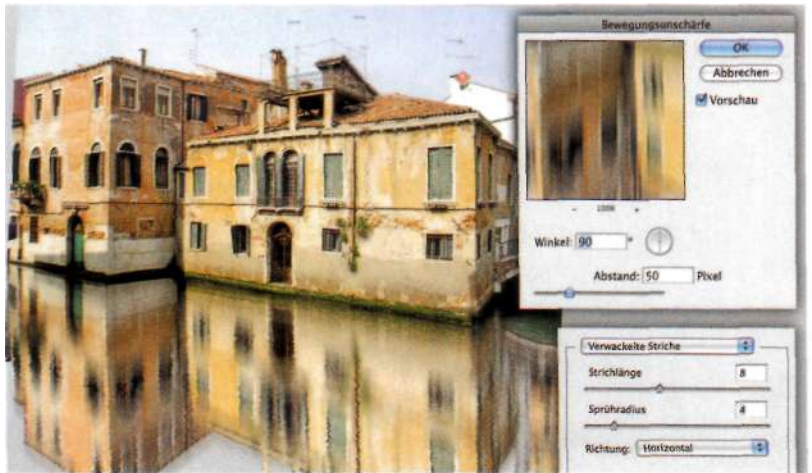 Bewegungsunschärfe
OK
Abbrechen
Vorschau
- 100% +
Winkel: 90 °
Abstand: 50 Pixel
Verwackelte Striche
Strichlänge 8
Sprühradius 4
Richtung: Horizontal